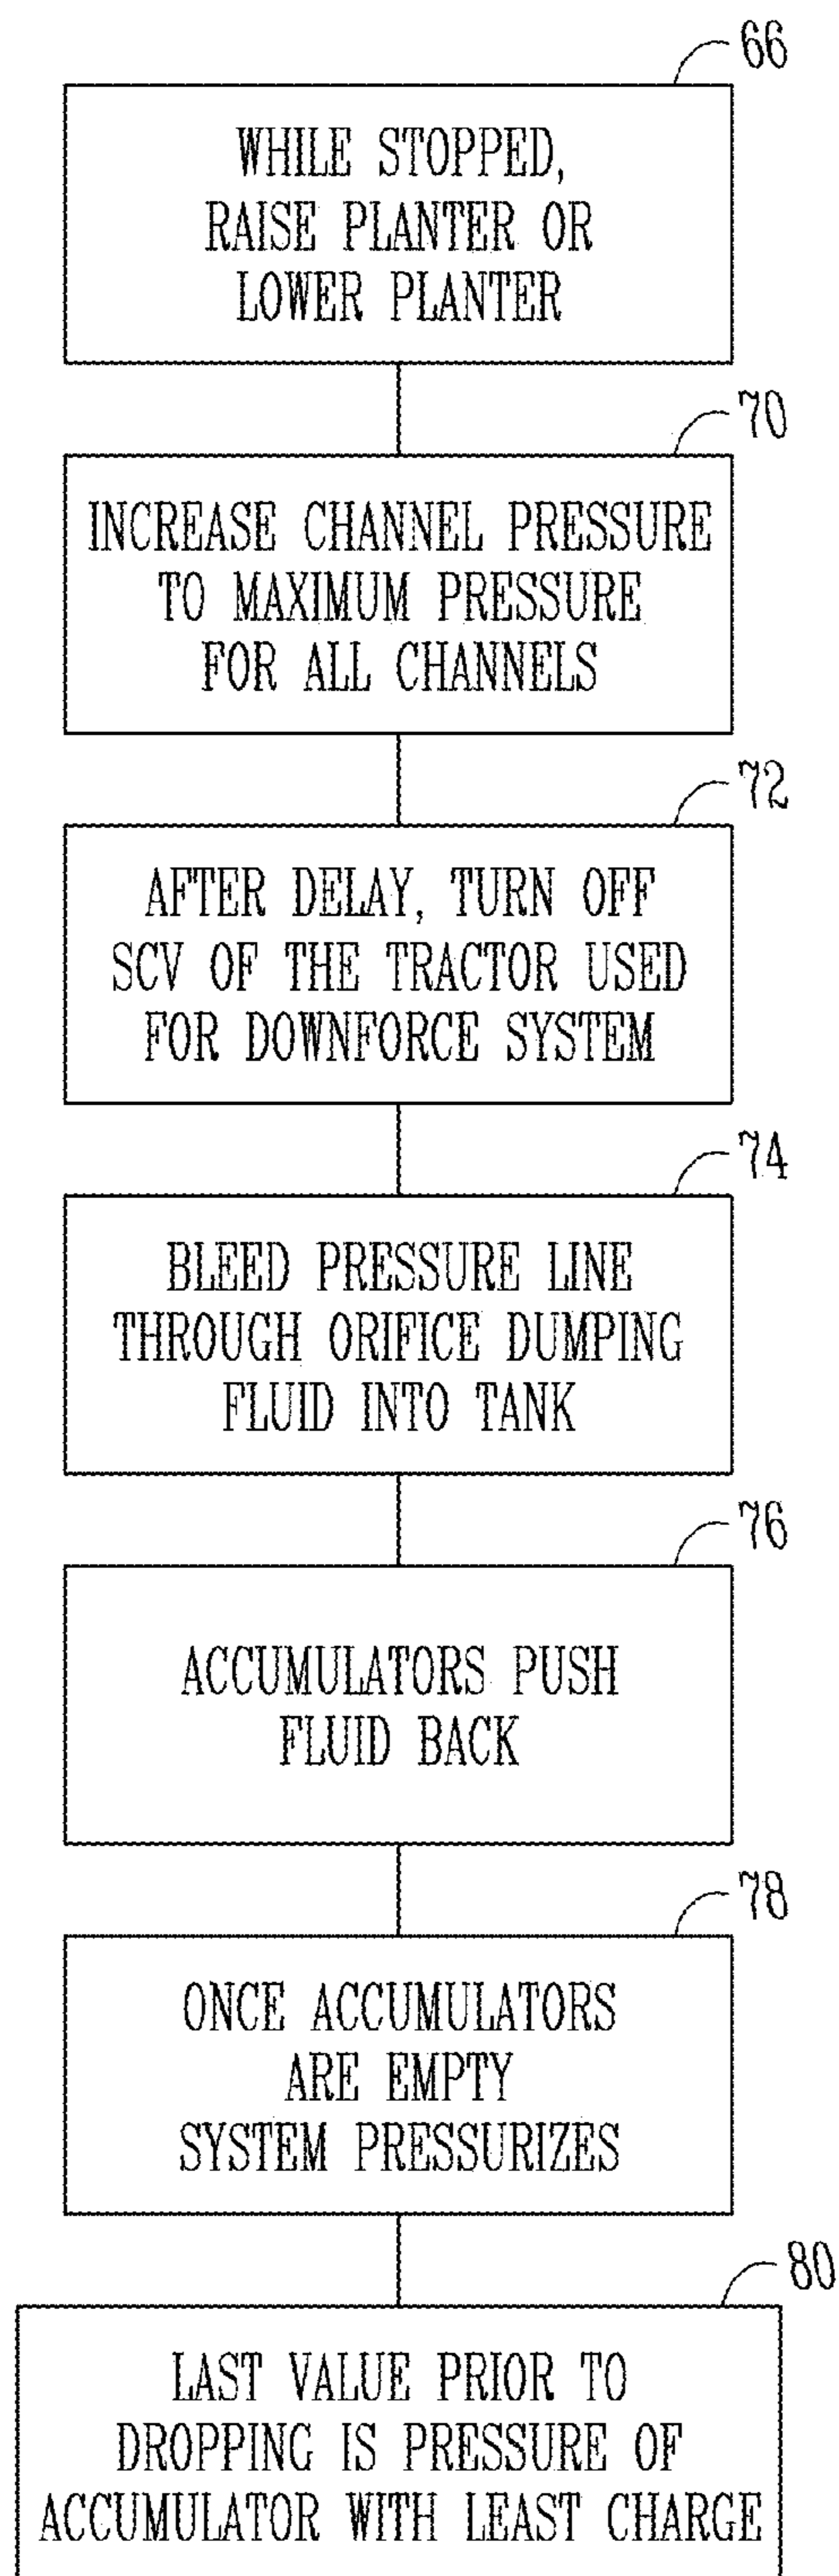 66
WHILE STOPPED,
RAISE PLANTER OR
LOWER PLANTER
70
INCREASE CHANNEL PRESSURE
TO MAXIMUM PRESSURE
FOR ALL CHANNELS
72
AFTER DELAY, TURN OFF
SCV OF THE TRACTOR USED
FOR DOWNFORCE SYSTEM
74
BLEED PRESSURE LINE
THROUGH ORIFICE DUMPING
FLUID INTO TANK
76
ACCUMULATORS PUSH
FLUID BACK
78
ONCE ACCUMULATORS
ARE EMPTY
SYSTEM PRESSURIZES
80
LAST VALUE PRIOR TO
DROPPING IS PRESSURE OF
ACCUMULATOR WITH LEAST CHARGE